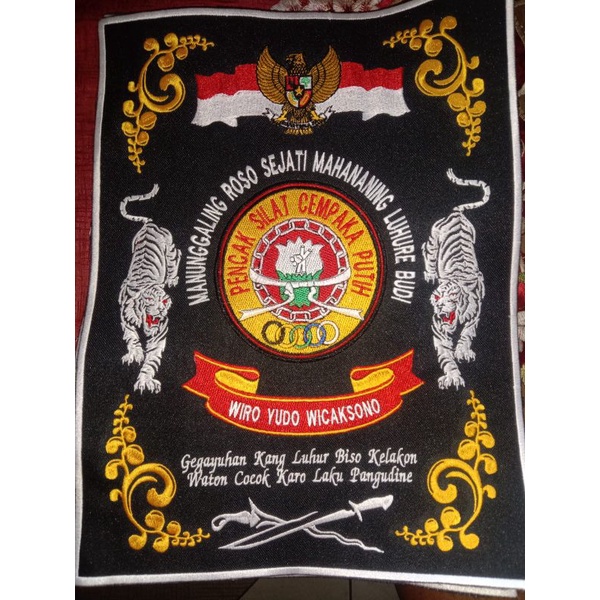 MANUNGGALING ROSO SEJATI MAHANANING LUHURE BUDI
PENCAK SILAT CEMPAKA PUTIH
WIRO YUDO WICAKSONO
Gegayuhan Kang Luhur Biso Kelakon
Waton Cocok Karo Laku Pangudine